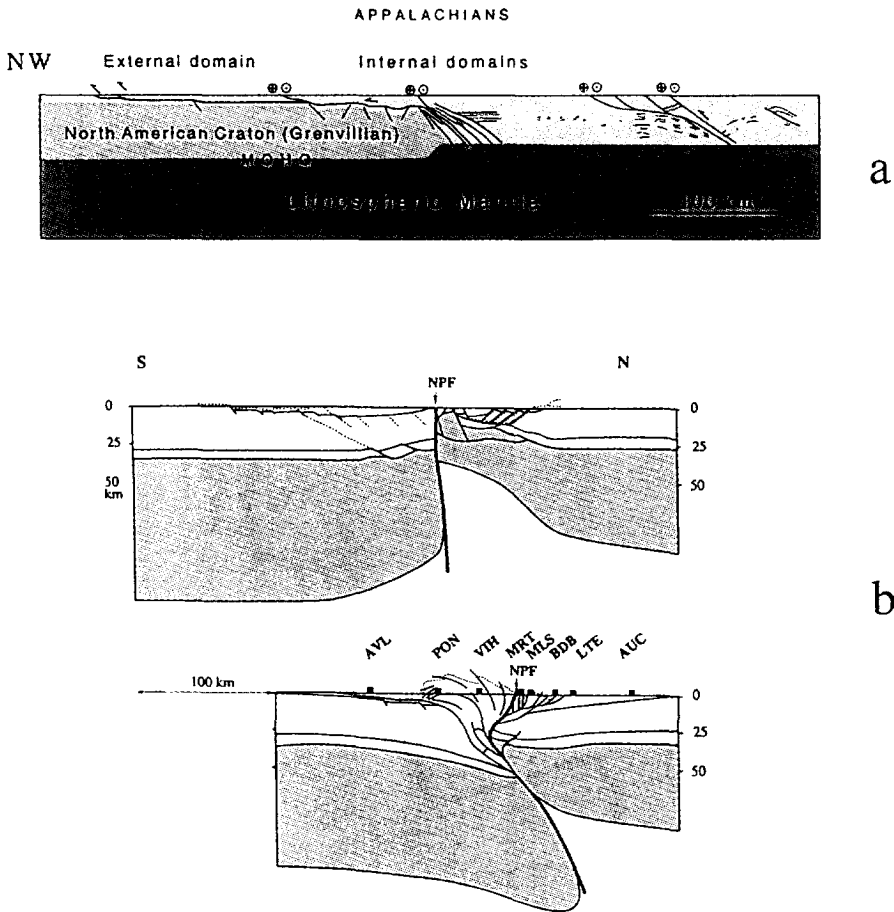 APPALACHIANS
NW External domain Internal domains
North American Craton (Grenvillian)
MOHO
Lithospheric Mantle 100 km
a
S N
NPF
0 0
25 25
50 50
km
b
AVL PON VIH MRT MLS BDB LTE AUC
NPF
100 km
0
25
50